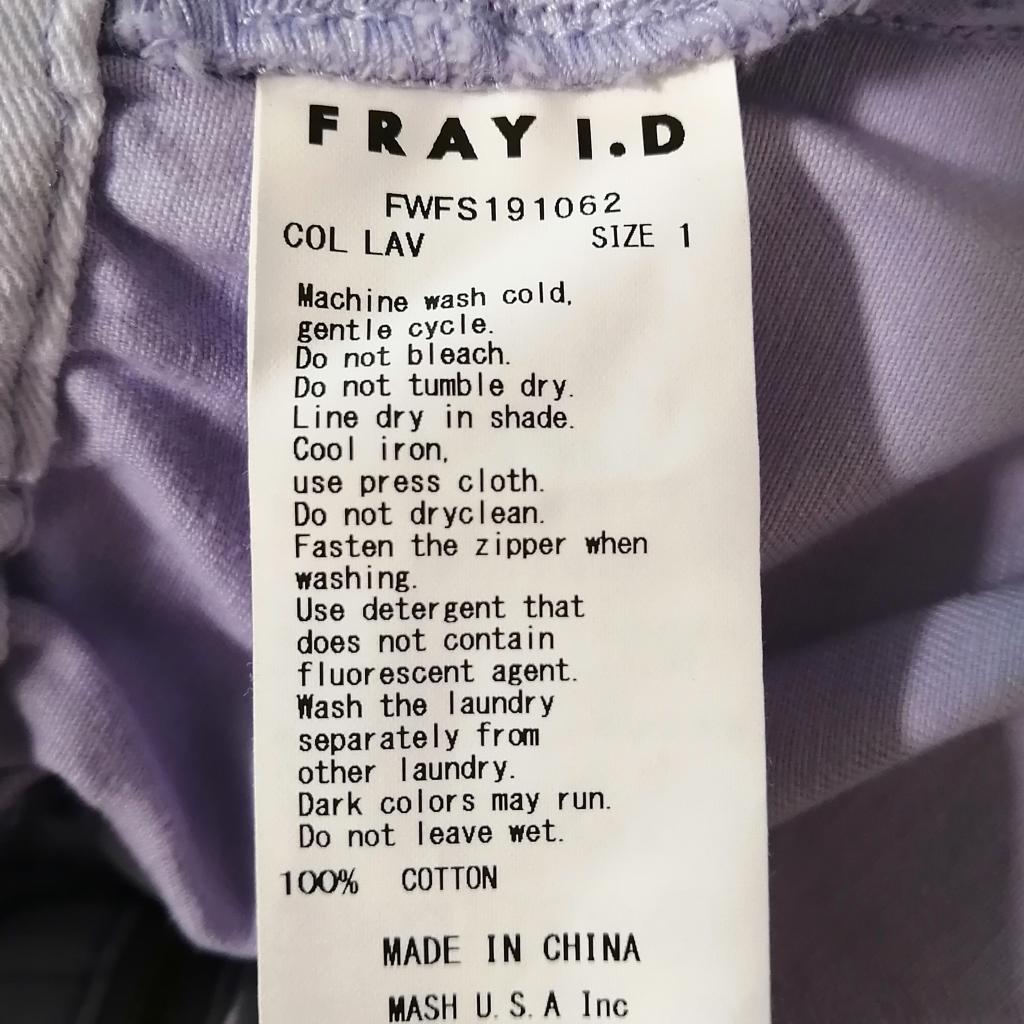 FRAY I.D
FWFS191062
COL LAV SIZE 1
Machine wash cold,
gentle cycle.
Do not bleach.
Do not tumble dry.
Line dry in shade.
Cool iron,
use press cloth.
Do not dryclean.
Fasten the zipper when
washing.
Use detergent that
does not contain
fluorescent agent.
Wash the laundry
separately from
other laundry.
Dark colors may run.
Do not leave wet.
100% COTTON
MADE IN CHINA
MASH U.S.A Inc